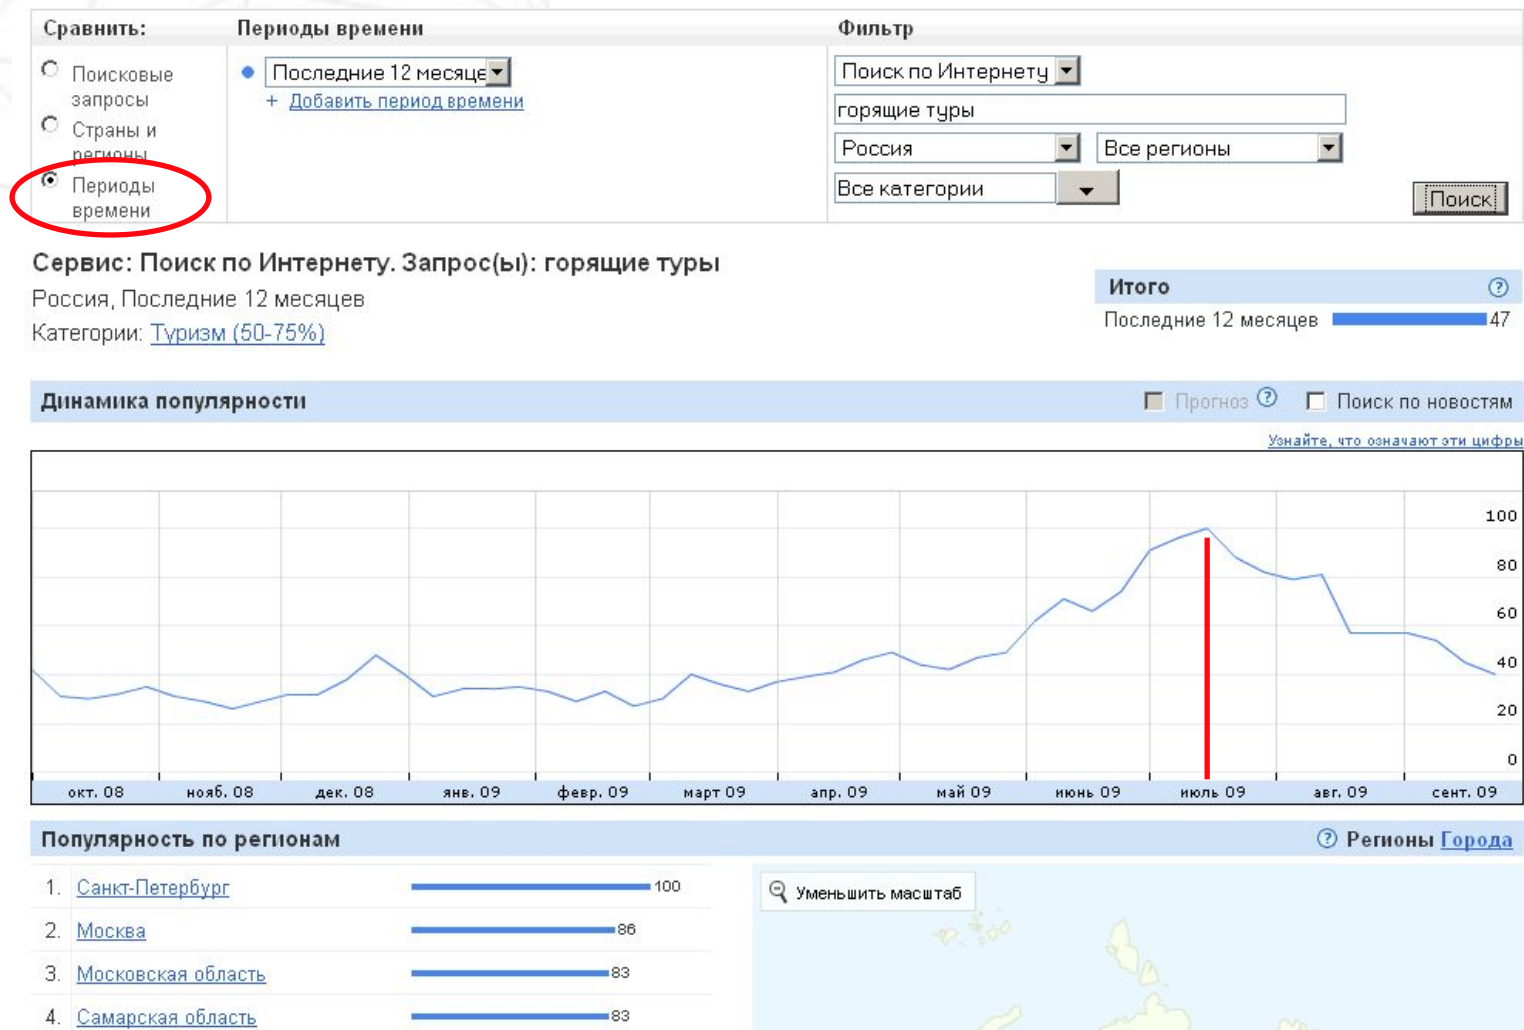 Сравнить: Периоды времени Фильтр
Поисковые запросы
Страны и регионы
Периоды времени
Последние 12 месяце
+ Добавить период времени
Поиск по Интернету
горящие туры
Россия Все регионы
Все категории
Поиск
Сервис: Поиск по Интернету. Запрос(ы): горящие туры
Россия, Последние 12 месяцев
Категории: Туризм (50-75%)
Итого ?
Последние 12 месяцев 47
Динамика популярности Прогноз ? Поиск по новостям
Узнайте, что означают эти цифры
100
80
60
40
20
0
окт. 08 нояб. 08 дек. 08 янв. 09 февр. 09 март 09 апр. 09 май 09 июнь 09 июль 09 авг. 09 сент. 09
Популярность по регионам ? Регионы Города
1. Санкт-Петербург 100
2. Москва 86
3. Московская область 83
4. Самарская область 83
Уменьшить масштаб